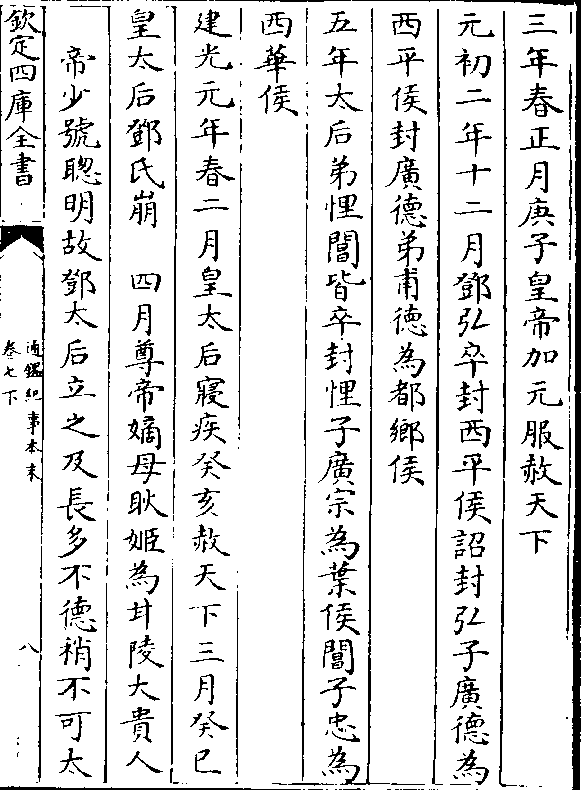 三年春正月庚子皇帝加元服赦天下
元初二年十二月鄧弘卒封西平侯詔封弘子廣德為
西平侯封廣德弟甫德為都鄉侯
五年太后弟悝閶皆卒封悝子廣宗為葉侯閶子忠為
西華侯
建光元年春二月皇太后寢疾癸亥赦天下三月癸巳
皇太后鄧氏崩　四月尊帝嫡母耿姬為甘陵大貴人
帝少號聰明故鄧太后立之及長多不德稍不可太
欽定四庫全書
通鑑紀事本末
卷七下
八